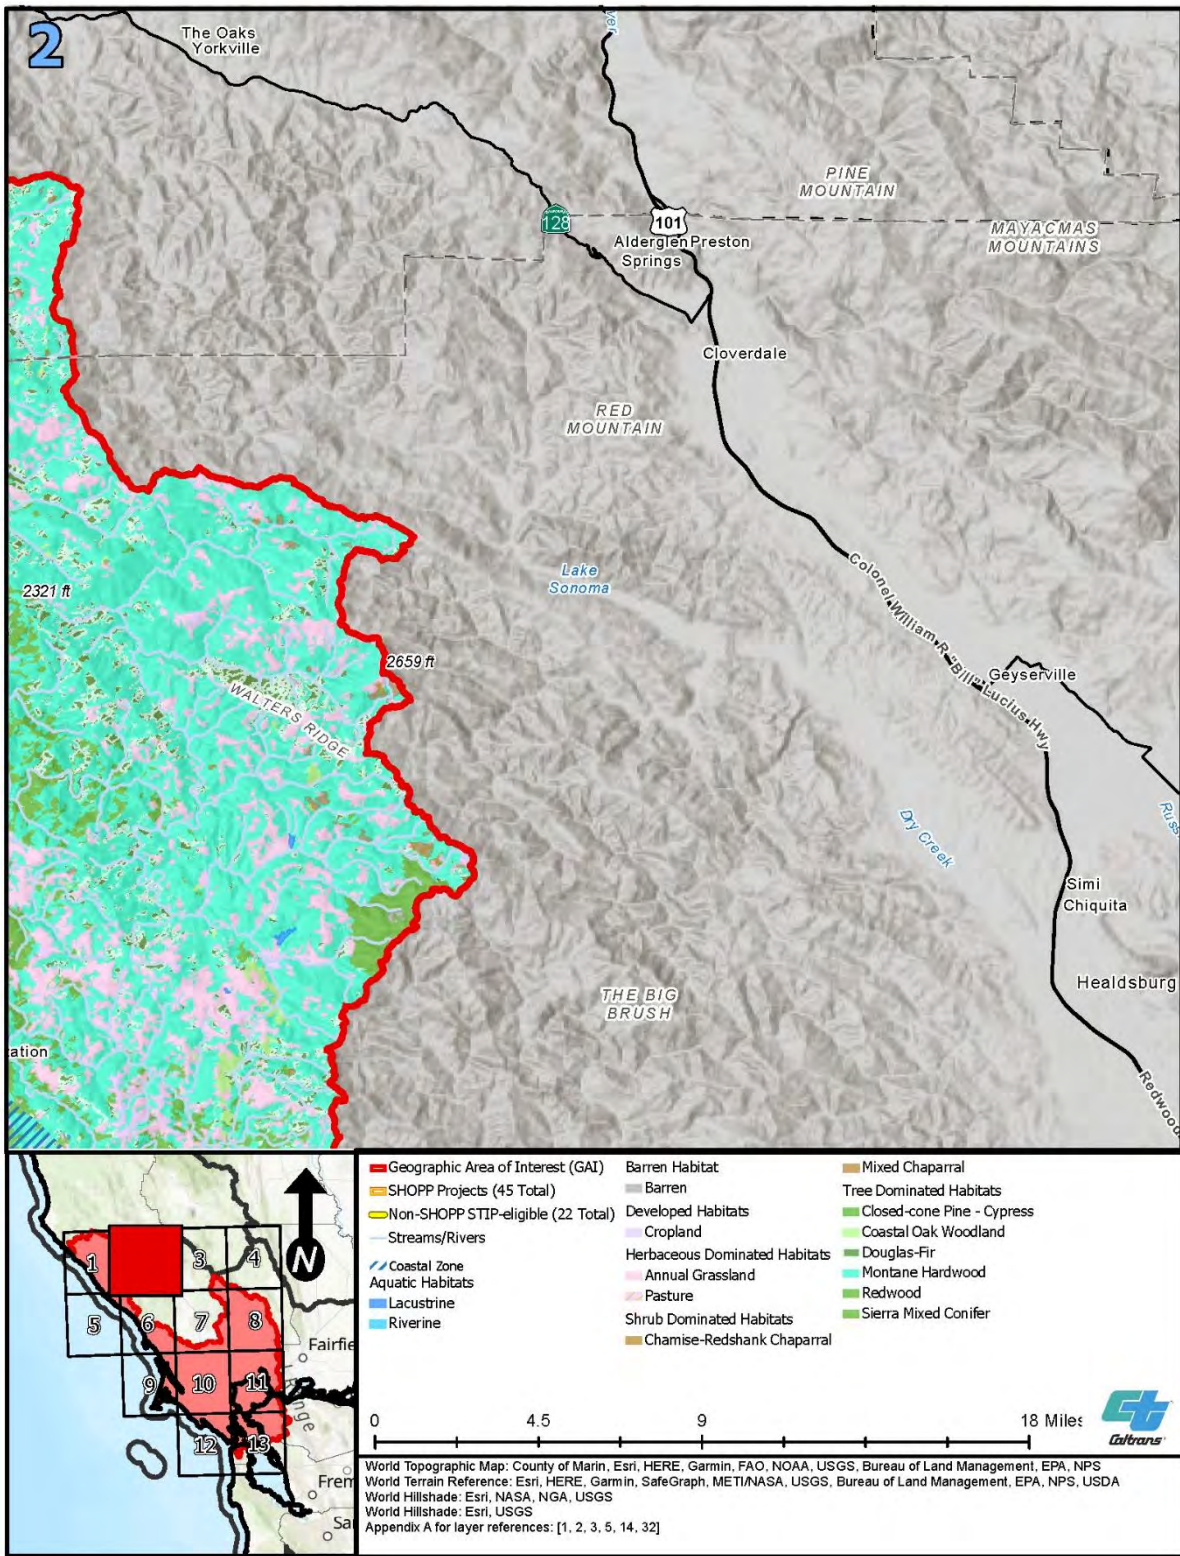 2
The Oaks
Yorkville
ver
PINE
MOUNTAIN
128
101
MAYACMAS
MOUNTAINS
Alderglen
Springs
Preston
Cloverdale
RED
MOUNTAIN
Lake
Sonoma
2321 ft
2659 ft
WALTERS RIDGE
Colonel William R. "Bill" Lucius Hwy
Geyserville
Dry Creek
Russ
Simi
Chiquita
Healdsburg
THE BIG
BRUSH
ation
Redwood
1
3
4
5
6
7
8
9
10
11
12
13
N
Fairfie
Range
Frem
Sa
Geographic Area of Interest (GAI)
SHOPP Projects (45 Total)
Non-SHOPP STIP-eligible (22 Total)
Streams/Rivers
Coastal Zone
Aquatic Habitats
Lacustrine
Riverine
Barren Habitat
Barren
Developed Habitats
Cropland
Herbaceous Dominated Habitats
Annual Grassland
Pasture
Shrub Dominated Habitats
Chamise-Redshank Chaparral
Mixed Chaparral
Tree Dominated Habitats
Closed-cone Pine - Cypress
Coastal Oak Woodland
Douglas-Fir
Montane Hardwood
Redwood
Sierra Mixed Conifer
0 4.5 9 18 Miles
Caltrans
World Topographic Map: County of Marin, Esri, HERE, Garmin, FAO, NOAA, USGS, Bureau of Land Management, EPA, NPS
World Terrain Reference: Esri, HERE, Garmin, SafeGraph, METI/NASA, USGS, Bureau of Land Management, EPA, NPS, USDA
World Hillshade: Esri, NASA, NGA, USGS
World Hillshade: Esri, USGS
Appendix A for layer references: [1, 2, 3, 5, 14, 32]